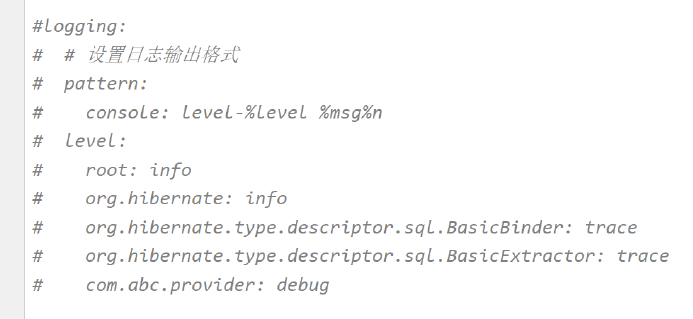 #logging:
#  # 设置日志输出格式
#  pattern:
#    console: level-%level %msg%n
#  level:
#    root: info
#    org.hibernate: info
#    org.hibernate.type.descriptor.sql.BasicBinder: trace
#    org.hibernate.type.descriptor.sql.BasicExtractor: trace
#    com.abc.provider: debug